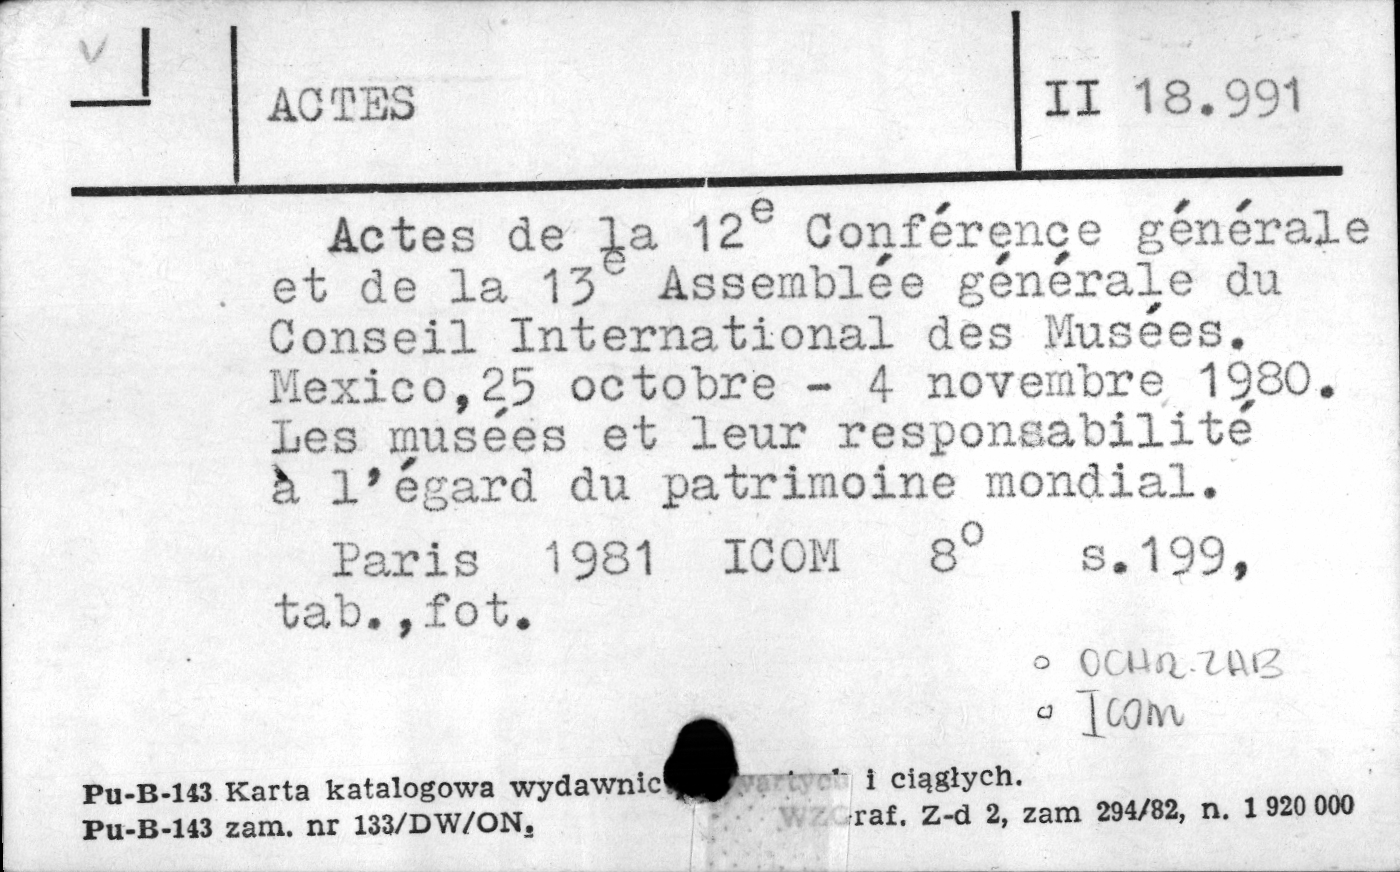 V
ACTES
II 18.991
Actes de la 12e Conférence générale
et de la 13e Assemblée générale du
Conseil International des Musées.
Mexico,25 octobre - 4 novembre 1980.
Les musées et leur responsabilité
à l'égard du patrimoine mondial.
Paris 1981 ICOM 8o s.199,
tab.,fot.
o OCHR. ZAB
o ICOM
Pu-B-143 Karta katalogowa wydawnic i ciągłych.
Pu-B-143 zam. nr 133/DW/ON. raf. Z-d 2, zam 294/82, n. 1 920 000